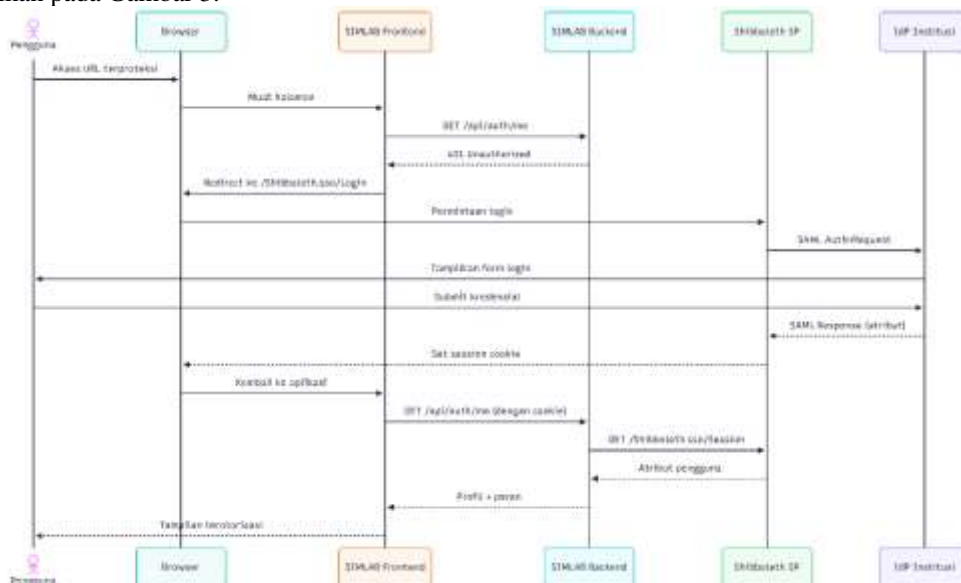 pada Gambar 3.
Pengguna
Browser
SIMLAB Frontend
SIMLAB Backend
Shibboleth SP
IdP Institusi
Akses URL terproteksi
Muat halaman
GET /api/auth/me
401 Unauthorized
Redirect ke /Shibboleth.sso/Login
Permintaan login
SAML AuthnRequest
Tampilkan form login
Submit kredensial
SAML Response (atribut)
Set session cookie
Kembali ke aplikasi
GET /api/auth/me (dengan cookie)
GET /Shibboleth.sso/Session
Atribut pengguna
Profil + peran
Tampilan terotorisasi
Browser
SIMLAB Frontend
SIMLAB Backend
Shibboleth SP
IdP Institusi
Pengguna